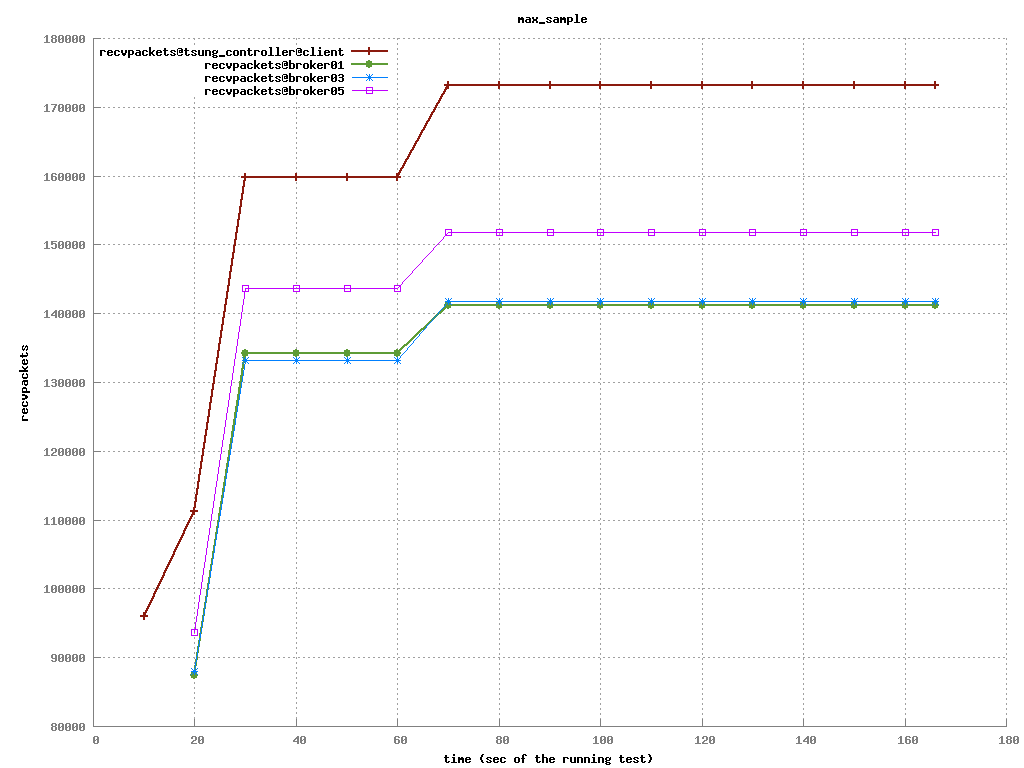 max_sample
180000
170000
160000
150000
140000
130000
120000
110000
100000
90000
80000
recvpackets@tsung_controller@client
recvpackets@broker01
recvpackets@broker03
recvpackets@broker05
recvpackets
0 20 40 60 80 100 120 140 160 180
time (sec of the running test)